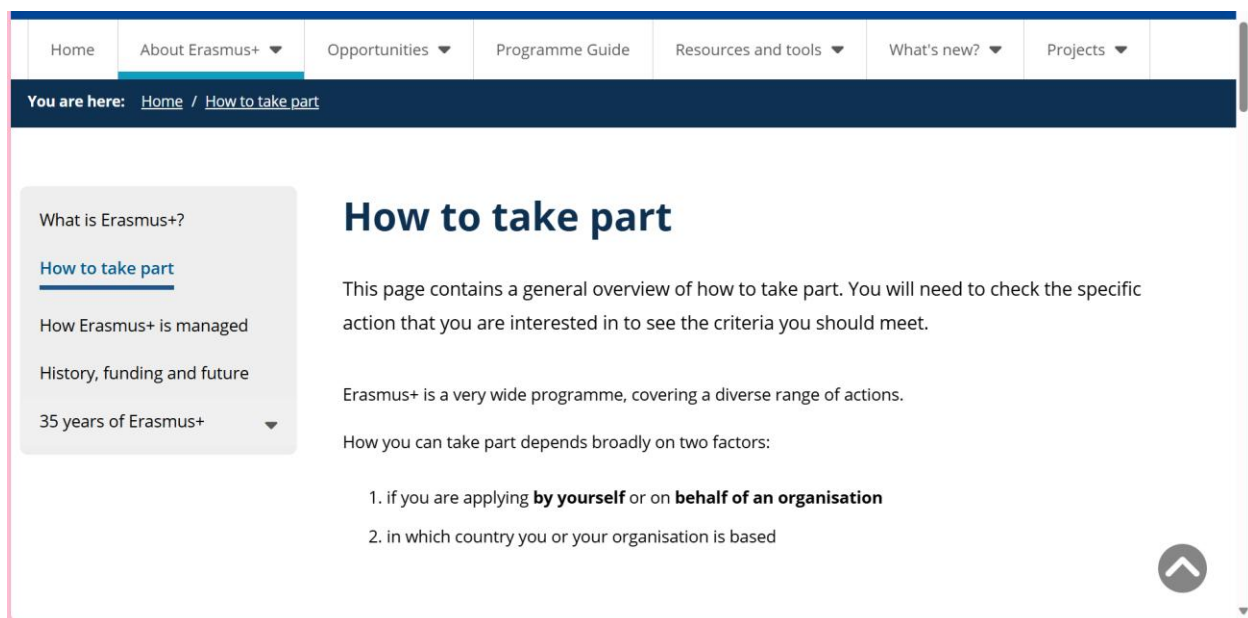 Home About Erasmus+ Opportunities Programme Guide Resources and tools What's new? Projects
You are here: Home / How to take part
What is Erasmus+?
How to take part
How Erasmus+ is managed
History, funding and future
35 years of Erasmus+
How to take part
This page contains a general overview of how to take part. You will need to check the specific
action that you are interested in to see the criteria you should meet.
Erasmus+ is a very wide programme, covering a diverse range of actions.
How you can take part depends broadly on two factors:
1. if you are applying by yourself or on behalf of an organisation
2. in which country you or your organisation is based